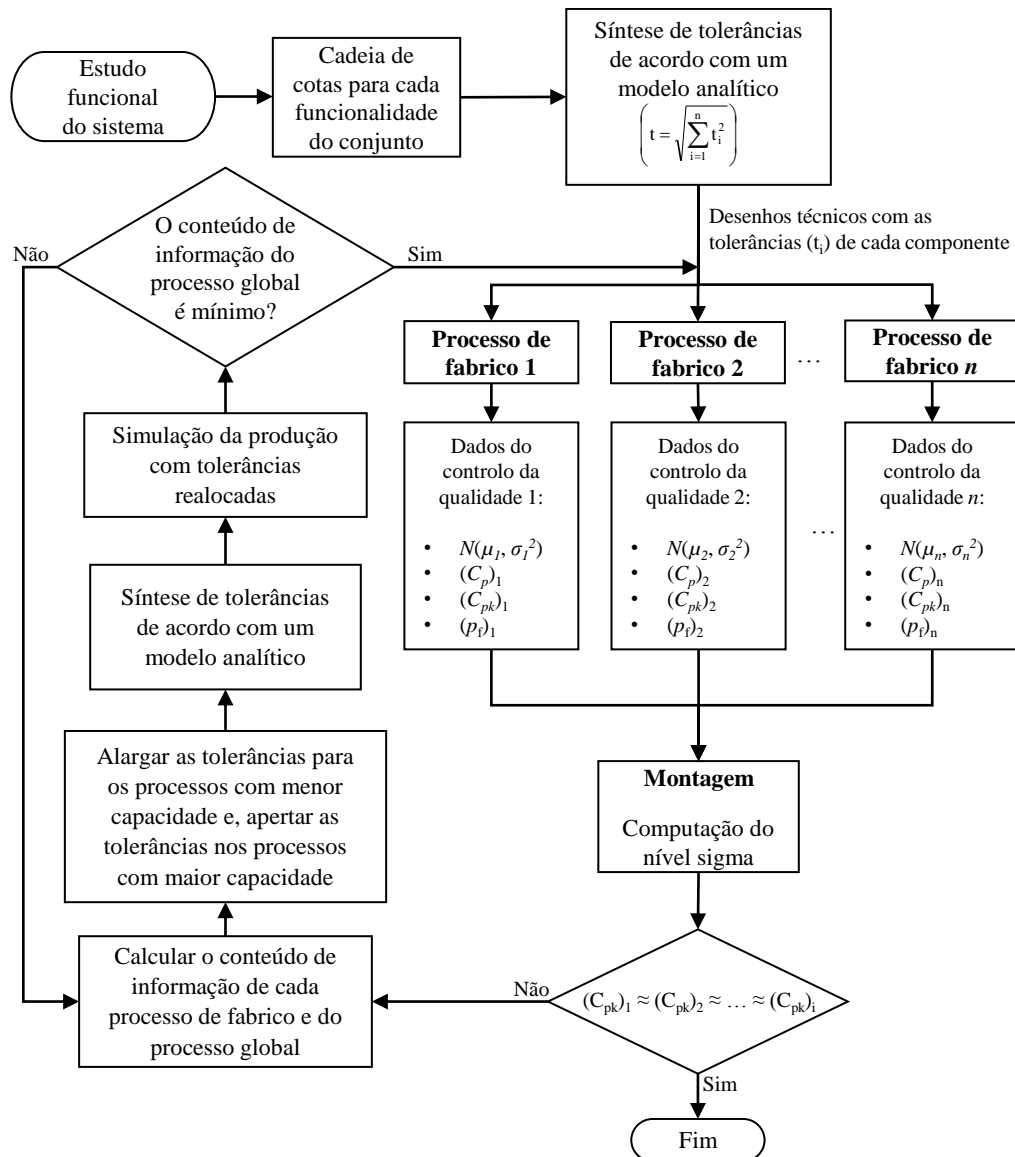 Estudo
funcional
do sistema
Cadeia de
cotas para cada
funcionalidade
do conjunto
Síntese de tolerâncias
de acordo com um
modelo analítico
(t = √(∑ⁿᵢ₌₁ tᵢ²))
Desenhos técnicos com as
tolerâncias (tᵢ) de cada componente
O conteúdo de
informação do
processo global
é mínimo?
Não
Sim
Processo de
fabrico 1
Processo de
fabrico 2
…
Processo de
fabrico n
Dados do
controlo da
qualidade 1:
• N(μ₁, σ₁²)
• (Cₚ)₁
• (Cₚₖ)₁
• (p_f)₁
Dados do
controlo da
qualidade 2:
• N(μ₂, σ₂²)
• (Cₚ)₂
• (Cₚₖ)₂
• (p_f)₂
…
Dados do
controlo da
qualidade n:
• N(μₙ, σₙ²)
• (Cₚ)ₙ
• (Cₚₖ)ₙ
• (p_f)ₙ
Simulação da produção
com tolerâncias
realocadas
Síntese de tolerâncias
de acordo com um
modelo analítico
Alargar as tolerâncias para
os processos com menor
capacidade e, apertar as
tolerâncias nos processos
com maior capacidade
Calcular o conteúdo de
informação de cada
processo de fabrico e do
processo global
Montagem
Computação do
nível sigma
Não
(Cₚₖ)₁ ≈ (Cₚₖ)₂ ≈ … ≈ (Cₚₖ)ᵢ
Sim
Fim